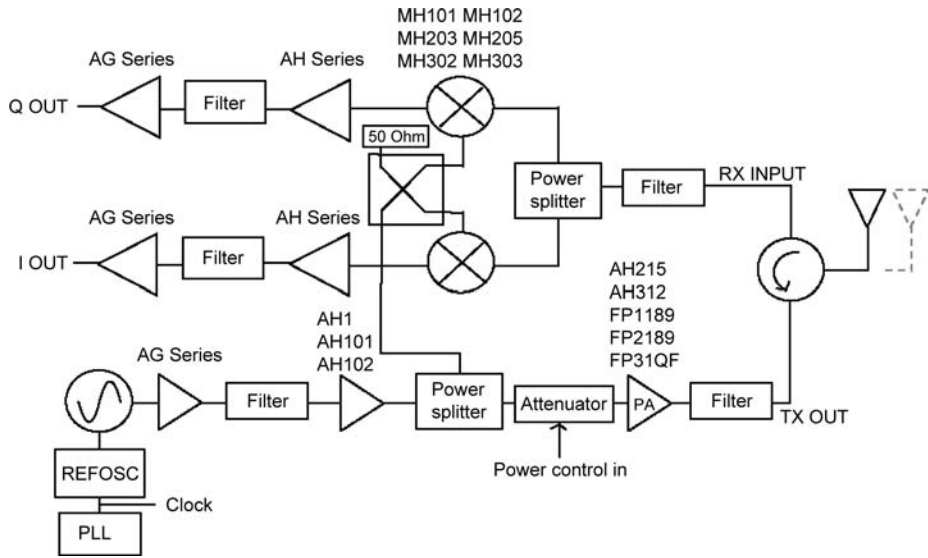 MH101 MH102
MH203 MH205
MH302 MH303
AG Series
AH Series
Q OUT
Filter
50 Ohm
Power
splitter
Filter
RX INPUT
AG Series
AH Series
I OUT
Filter
AH215
AH312
FP1189
FP2189
FP31QF
AH1
AH101
AH102
AG Series
Filter
Power
splitter
Attenuator
PA
Filter
TX OUT
Power control in
REFOSC
Clock
PLL